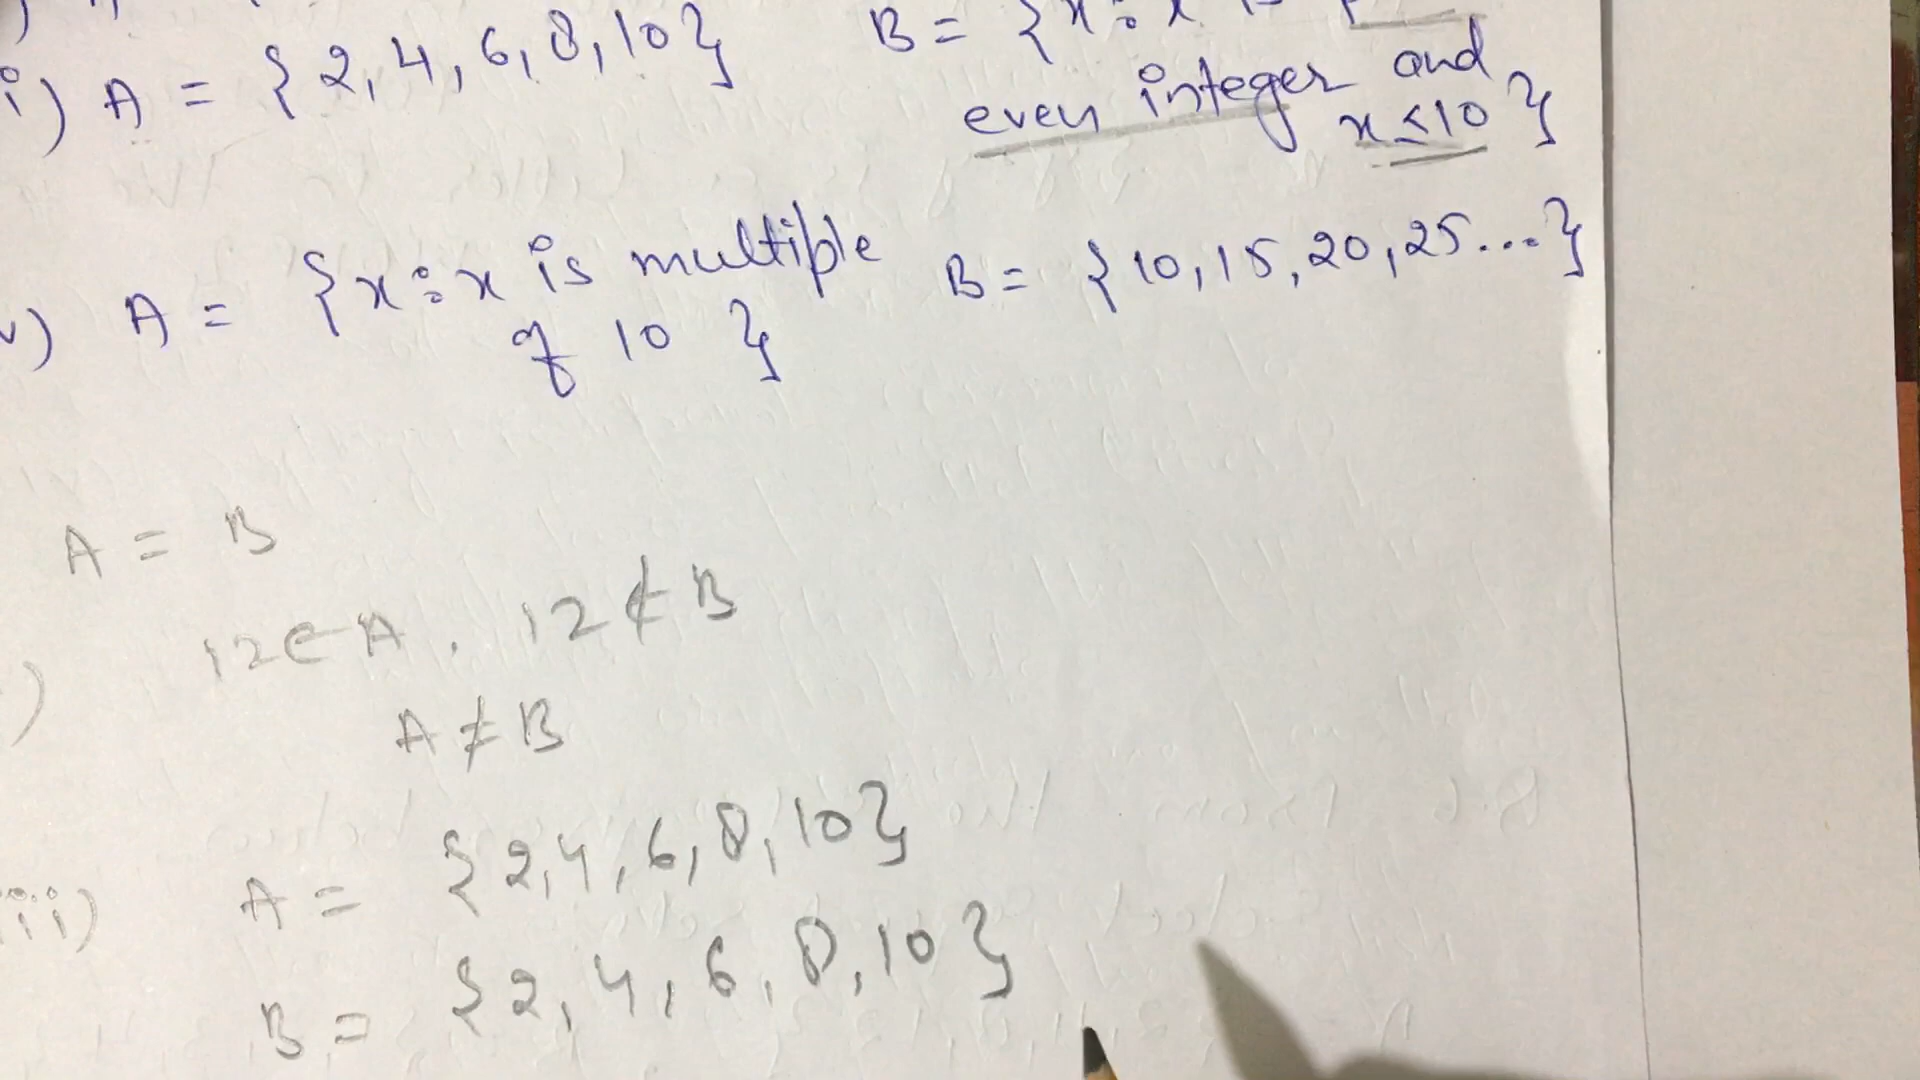 i) A = { 2, 4, 6, 8, 10 } B = { x : x
even integer and
x ≤ 10 }
v) A = { x : x is multiple B = { 10, 15, 20, 25 ... }
of 10 }
A = B
12 ∈ A . 12 ∉ B
)
A ≠ B
iii) A = { 2, 4, 6, 8, 10 }
B = { 2, 4, 6, 8, 10 }